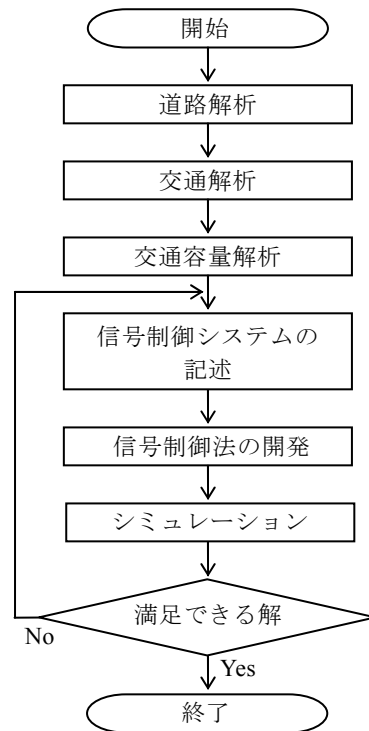 開始
道路解析
交通解析
交通容量解析
信号制御システムの
記述
信号制御法の開発
シミュレーション
満足できる解
No
Yes
終了